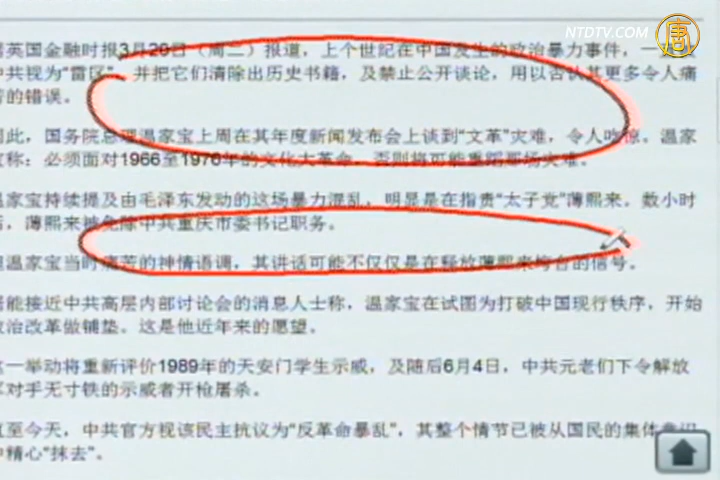 NTDTV.COM
英国金融时报3月20日（周二）报道，上个世纪在中国发生的政治暴力事件，一
中共视为“雷区”，并把它们清除出历史书籍，及禁止公开谈论，用以否认其更多令人痛
的错误。
因此，国务院总理温家宝上周在其年度新闻发布会上谈到“文革”灾难，令人吃惊。温家
宝称：必须面对1966至1976年的文化大革命，否则将可能重蹈那场灾难。
温家宝持续提及由毛泽东发动的这场暴力混乱，明显是在指责“太子党”薄熙来，数小时
后，薄熙来被免除中共重庆市委书记职务。
温家宝当时痛苦的神情语调，其讲话可能不仅仅是在释放薄熙来垮台的信号。
能接近中共高层内部讨论会的消息人士称，温家宝在试图为打破中国现行秩序，开始
政治改革做铺垫。这是他近年来的愿望。
这一举动将重新评价1989年的天安门学生示威，及随后6月4日，中共元老们下令解放
军对手无寸铁的示威者开枪屠杀。
直至今天，中共官方视该民主抗议为“反革命暴乱”，其整个情节已被从国民的集体意识
中精心“抹去”。